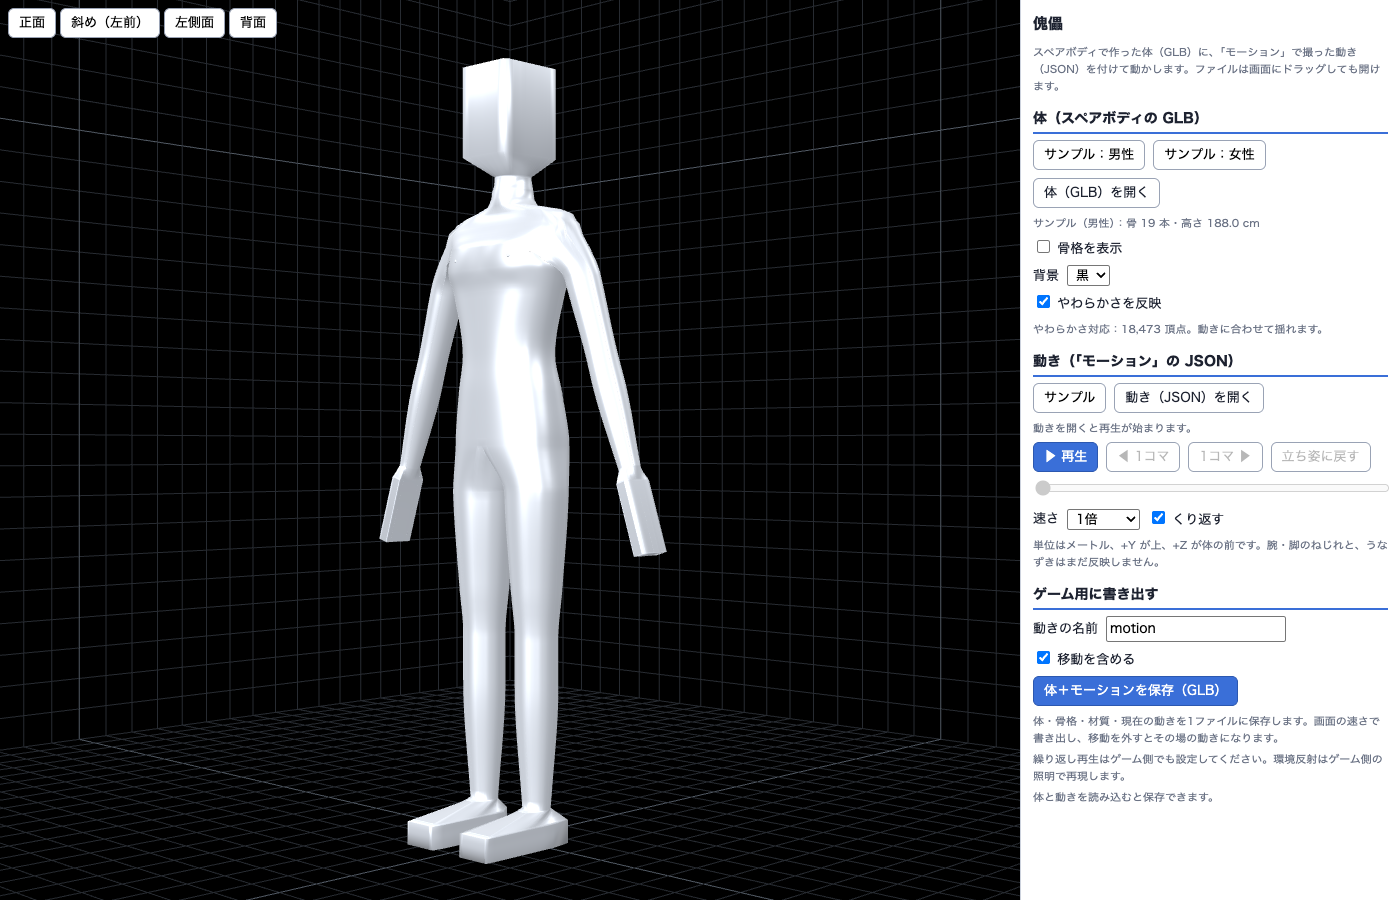 正面 斜め（左前） 左側面 背面
傀儡
スペアボディで作った体（GLB）に、「モーション」で撮った動き
（JSON）を付けて動かします。ファイルは画面にドラッグしても開け
ます。
体（スペアボディの GLB）
サンプル：男性 サンプル：女性
体（GLB）を開く
サンプル（男性）：骨 19 本・高さ 188.0 cm
骨格を表示
背景 黒
やわらかさを反映
やわらかさ対応：18,473 頂点。動きに合わせて揺れます。
動き（「モーション」の JSON）
サンプル 動き（JSON）を開く
動きを開くと再生が始まります。
▶ 再生 ◀ 1コマ 1コマ ▶ 立ち姿に戻す
速さ 1倍 くり返す
単位はメートル、+Y が上、+Z が体の前です。腕・脚のねじれと、うな
ずきはまだ反映しません。
ゲーム用に書き出す
動きの名前 motion
移動を含める
体＋モーションを保存（GLB）
体・骨格・材質・現在の動きを1ファイルに保存します。画面の速さで
書き出し、移動を外すとその場の動きになります。
繰り返し再生はゲーム側でも設定してください。環境反射はゲーム側の
照明で再現します。
体と動きを読み込むと保存できます。